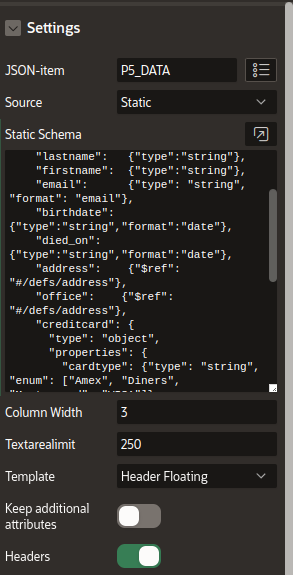 Settings
JSON-item
P5_DATA
Source
Static
Static Schema
"lastname":   {"type":"string"},
"firstname":  {"type":"string"},
"email":      {"type": "string",
"format": "email"},
"birthdate":
{"type":"string","format":"date"},
"died_on":
{"type":"string","format":"date"},
"address":    {"$ref":
"#/defs/address"},
"office":    {"$ref":
"#/defs/address"},
"creditcard": {
"type": "object",
"properties": {
"cardtype": {"type": "string",
"enum": ["Amex", "Diners",
Column Width
3
Textarealimit
250
Template
Header Floating
Keep additional
attributes
Headers